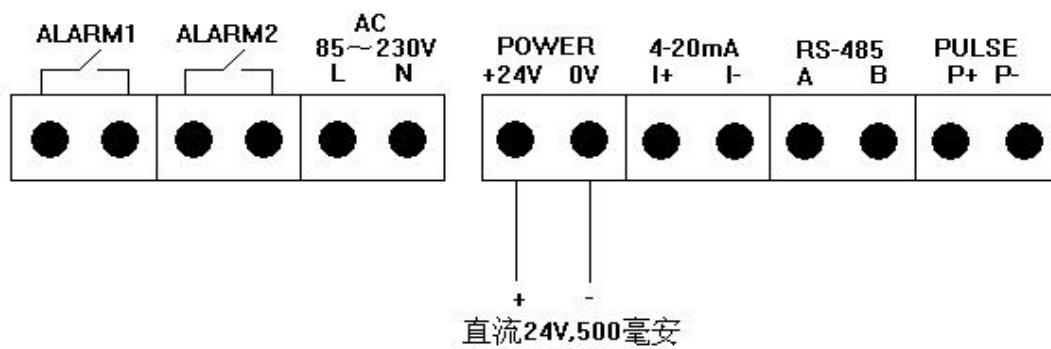 ALARM1 ALARM2 AC
85～230V
L N
POWER 4-20mA RS-485 PULSE
+24V 0V I+ I- A B P+ P-
+ -
直流24V,500毫安